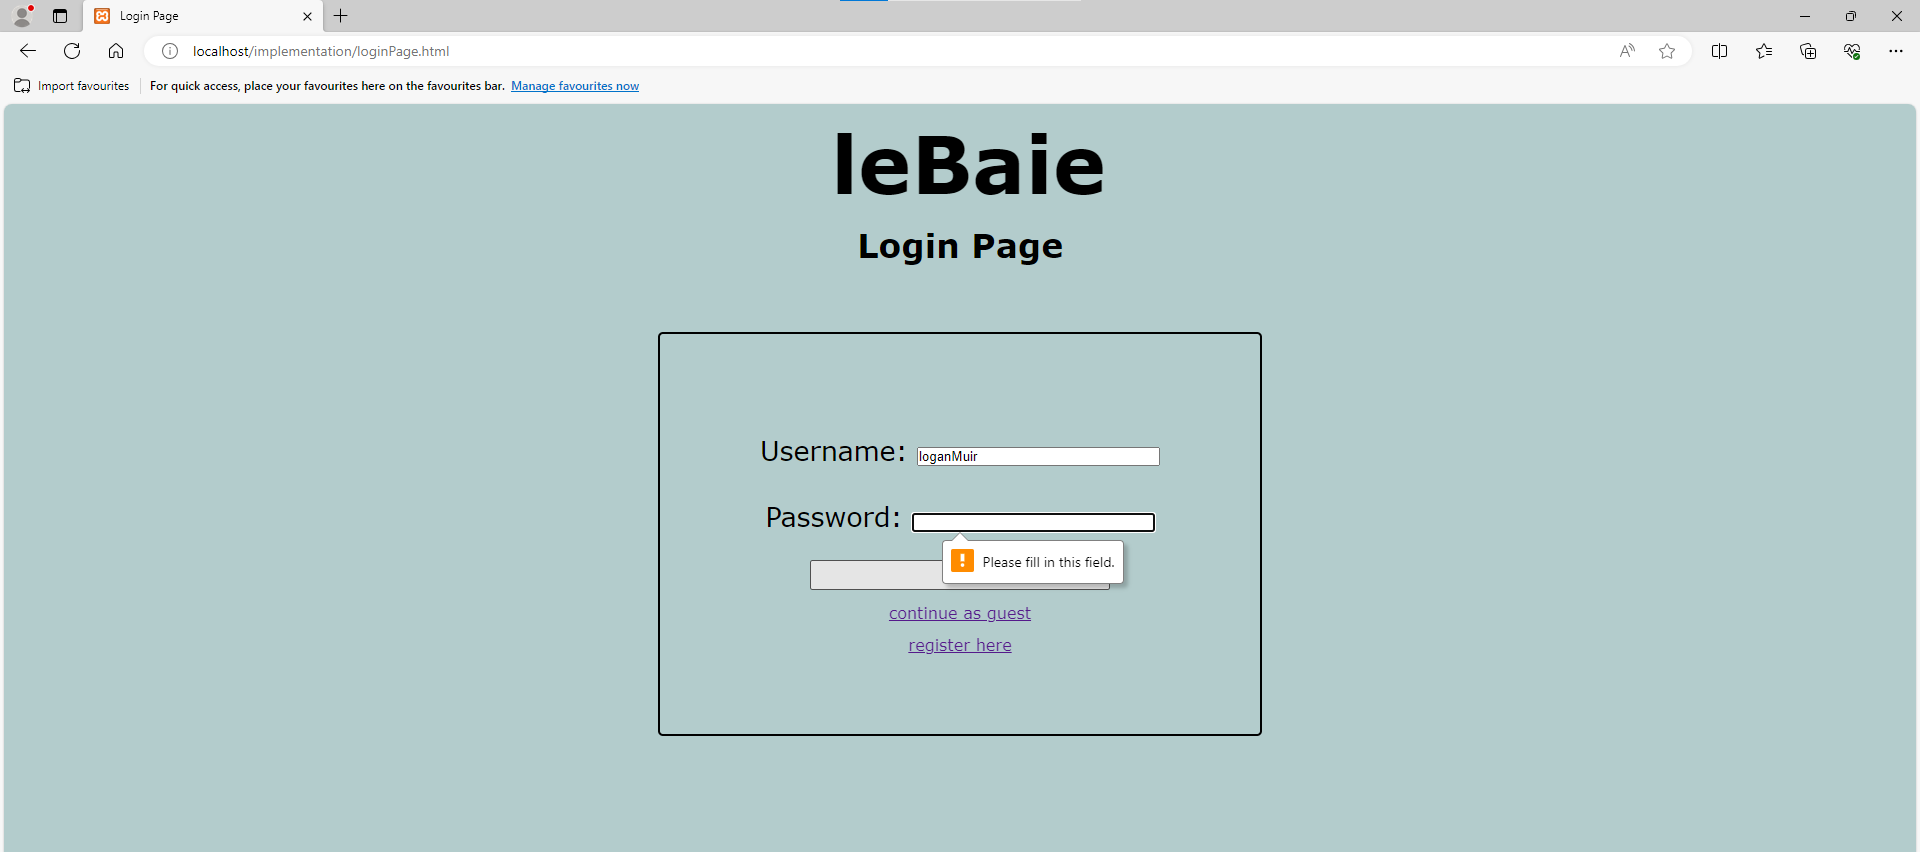 Login Page
localhost/implementation/loginPage.html
Import favourites For quick access, place your favourites here on the favourites bar. Manage favourites now
leBaie
Login Page
Username: loganMuir
Password:
! Please fill in this field.
continue as guest
register here